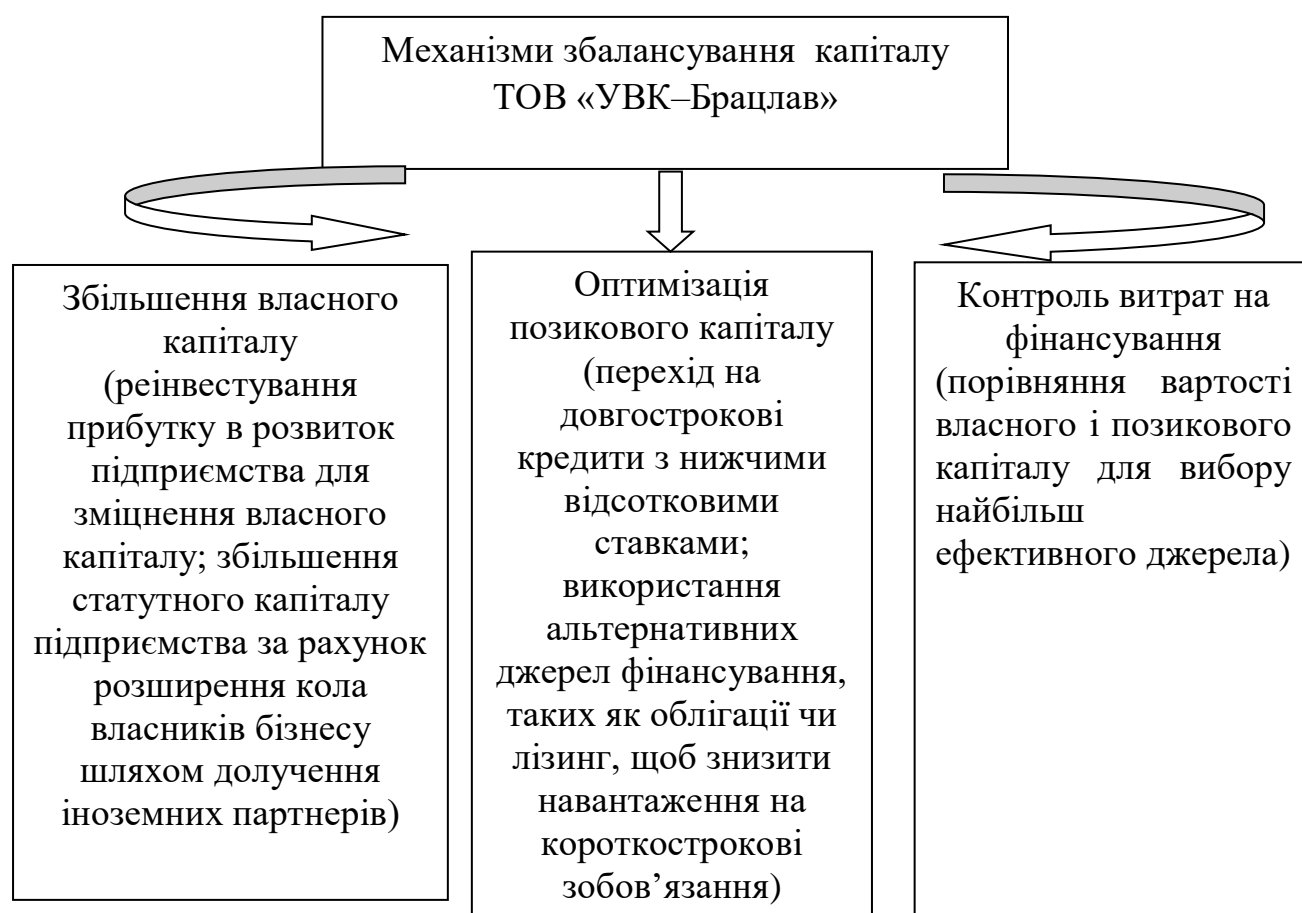 Механізми збалансування капіталу
ТОВ «УВК–Брацлав»
Збільшення власного
капіталу
(реінвестування
прибутку в розвиток
підприємства для
зміцнення власного
капіталу; збільшення
статутного капіталу
підприємства за рахунок
розширення кола
власників бізнесу
шляхом долучення
іноземних партнерів)
Оптимізація
позикового капіталу
(перехід на
довгострокові
кредити з нижчими
відсотковими
ставками;
використання
альтернативних
джерел фінансування,
таких як облігації чи
лізинг, щоб знизити
навантаження на
короткострокові
зобов’язання)
Контроль витрат на
фінансування
(порівняння вартості
власного і позикового
капіталу для вибору
найбільш
ефективного джерела)